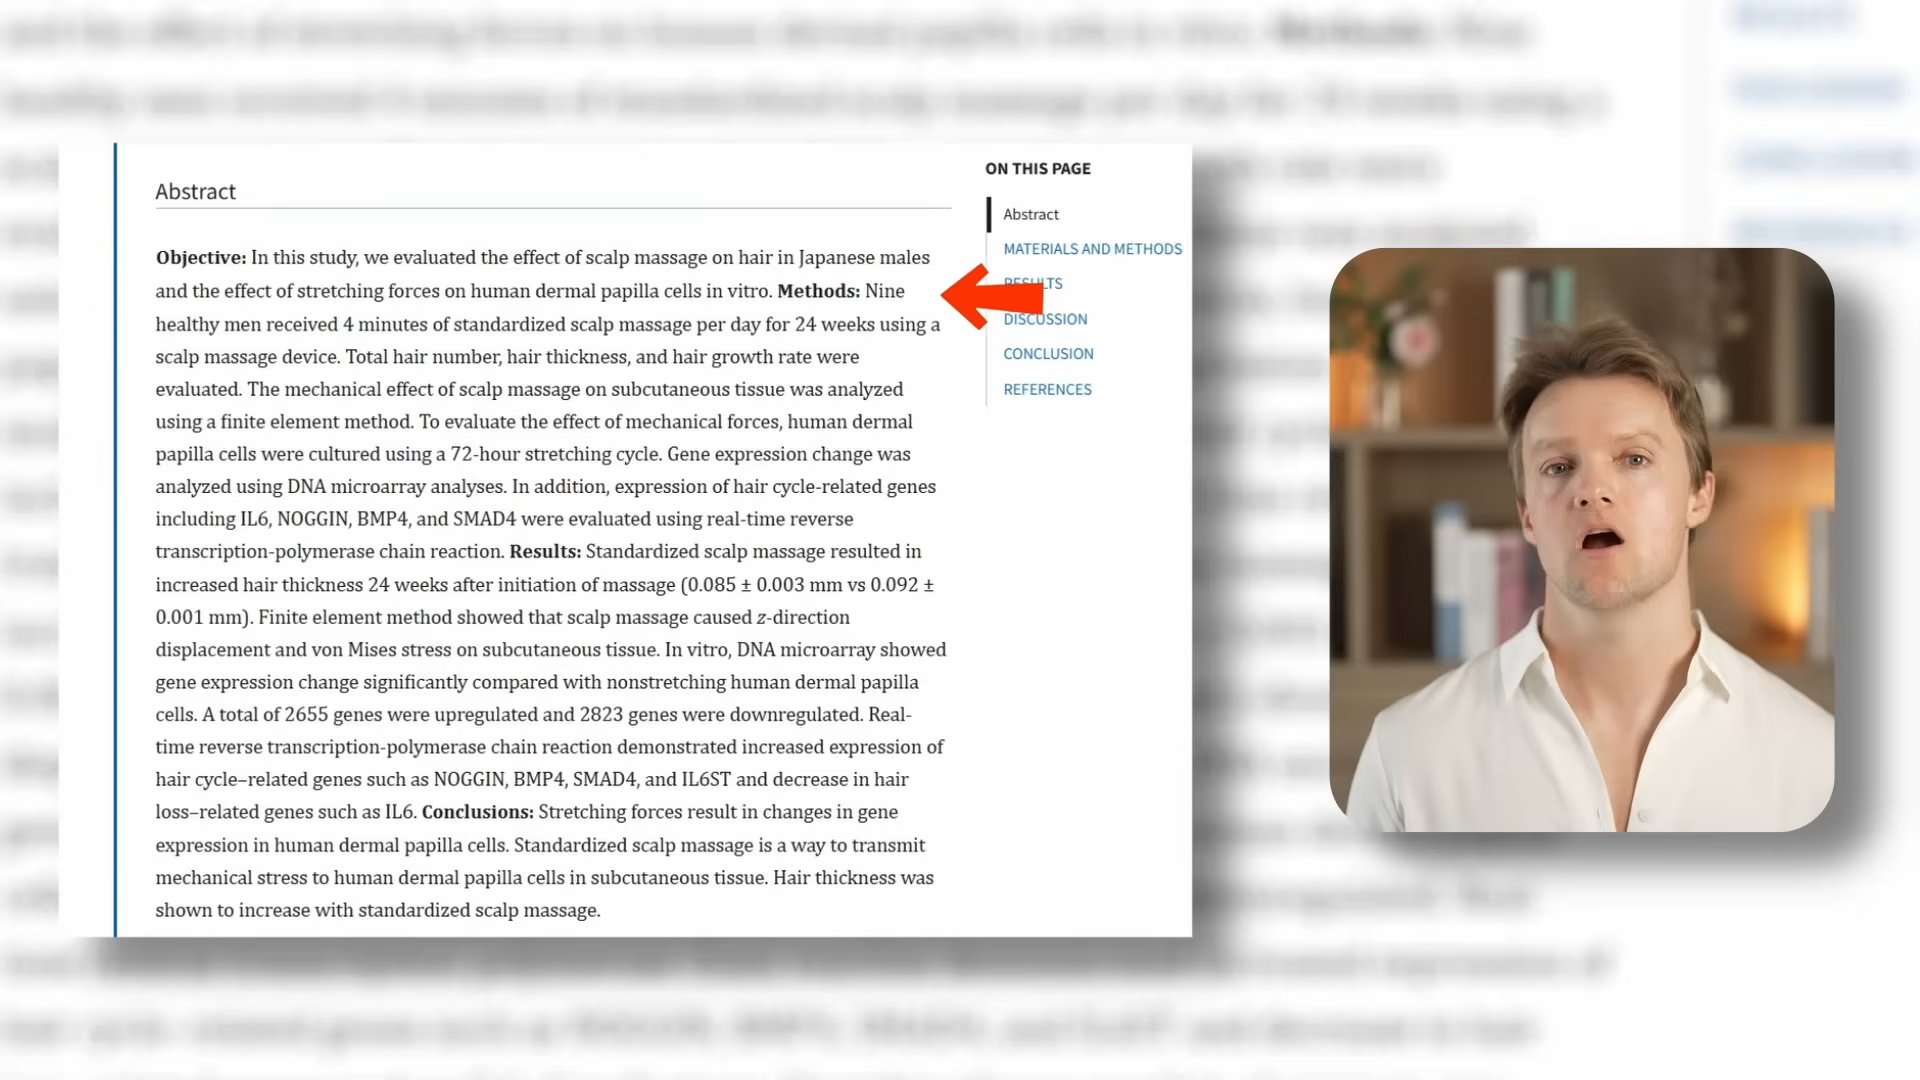 Abstract
Objective: In this study, we evaluated the effect of scalp massage on hair in Japanese males
and the effect of stretching forces on human dermal papilla cells in vitro. Methods: Nine
healthy men received 4 minutes of standardized scalp massage per day for 24 weeks using a
scalp massage device. Total hair number, hair thickness, and hair growth rate were
evaluated. The mechanical effect of scalp massage on subcutaneous tissue was analyzed
using a finite element method. To evaluate the effect of mechanical forces, human dermal
papilla cells were cultured using a 72-hour stretching cycle. Gene expression change was
analyzed using DNA microarray analyses. In addition, expression of hair cycle-related genes
including IL6, NOGGIN, BMP4, and SMAD4 were evaluated using real-time reverse
transcription-polymerase chain reaction. Results: Standardized scalp massage resulted in
increased hair thickness 24 weeks after initiation of massage (0.085 ± 0.003 mm vs 0.092 ±
0.001 mm). Finite element method showed that scalp massage caused z-direction
displacement and von Mises stress on subcutaneous tissue. In vitro, DNA microarray showed
gene expression change significantly compared with nonstretching human dermal papilla
cells. A total of 2655 genes were upregulated and 2823 genes were downregulated. Real-
time reverse transcription-polymerase chain reaction demonstrated increased expression of
hair cycle–related genes such as NOGGIN, BMP4, SMAD4, and IL6ST and decrease in hair
loss–related genes such as IL6. Conclusions: Stretching forces result in changes in gene
expression in human dermal papilla cells. Standardized scalp massage is a way to transmit
mechanical stress to human dermal papilla cells in subcutaneous tissue. Hair thickness was
shown to increase with standardized scalp massage.
ON THIS PAGE
Abstract
MATERIALS AND METHODS
RESULTS
DISCUSSION
CONCLUSION
REFERENCES